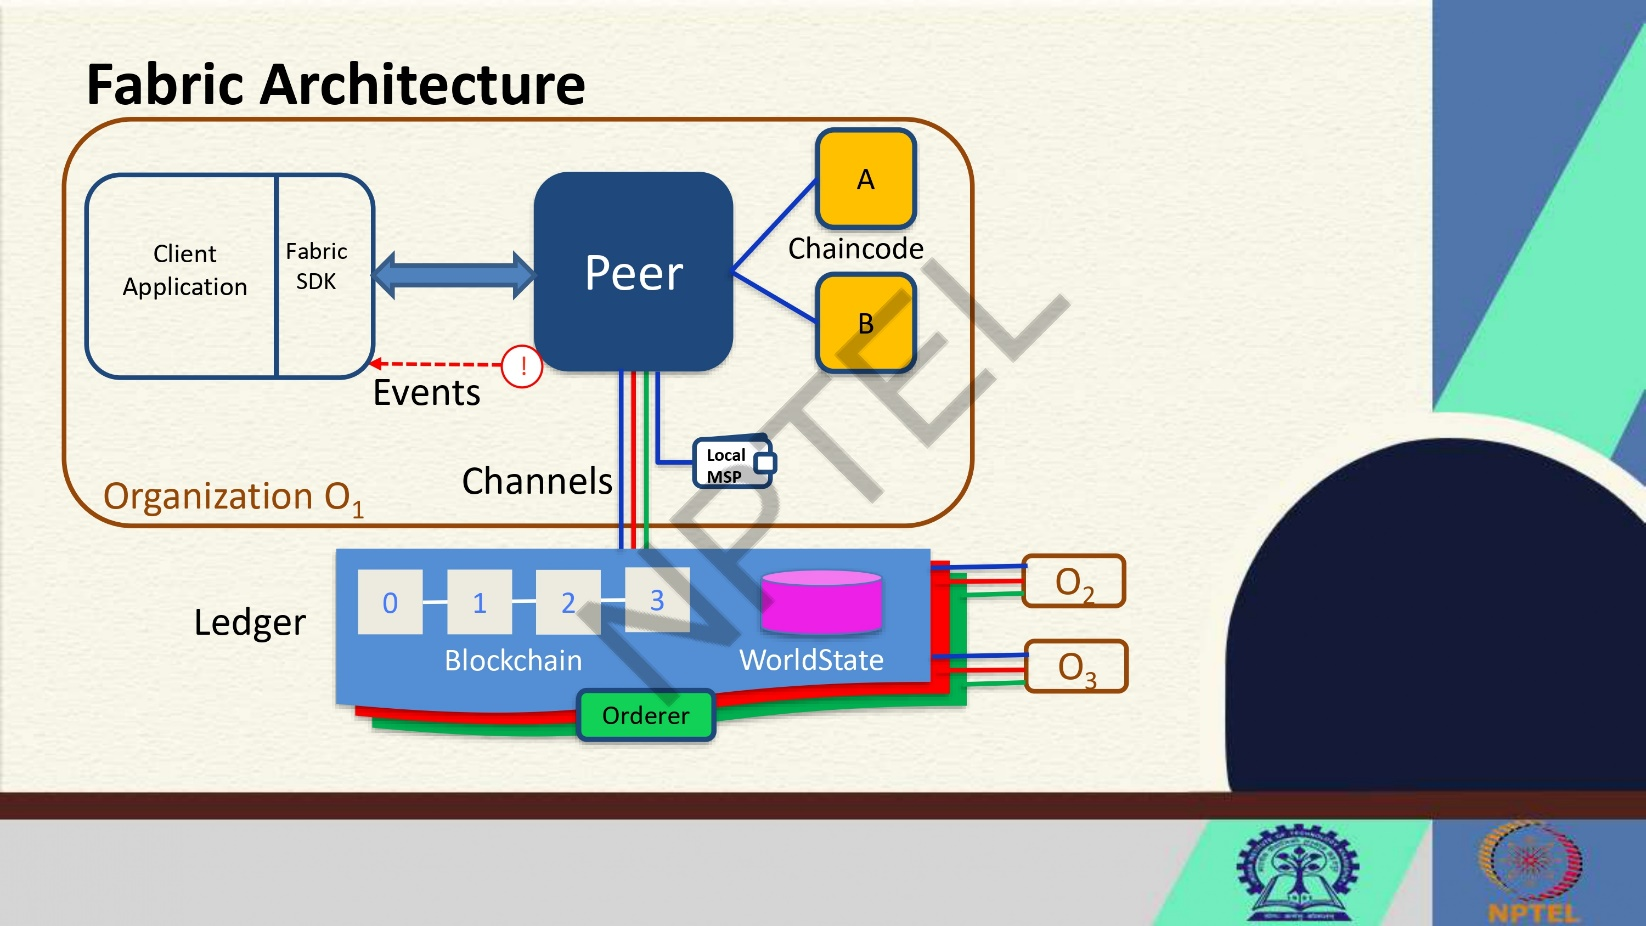 Fabric Architecture
A
Client
Application
Fabric
SDK
Peer
Chaincode
B
!
Events
Local
MSP
Channels
Organization O1
0
1
2
3
Blockchain
WorldState
Ledger
O2
O3
Orderer
NPTEL
NPTEL